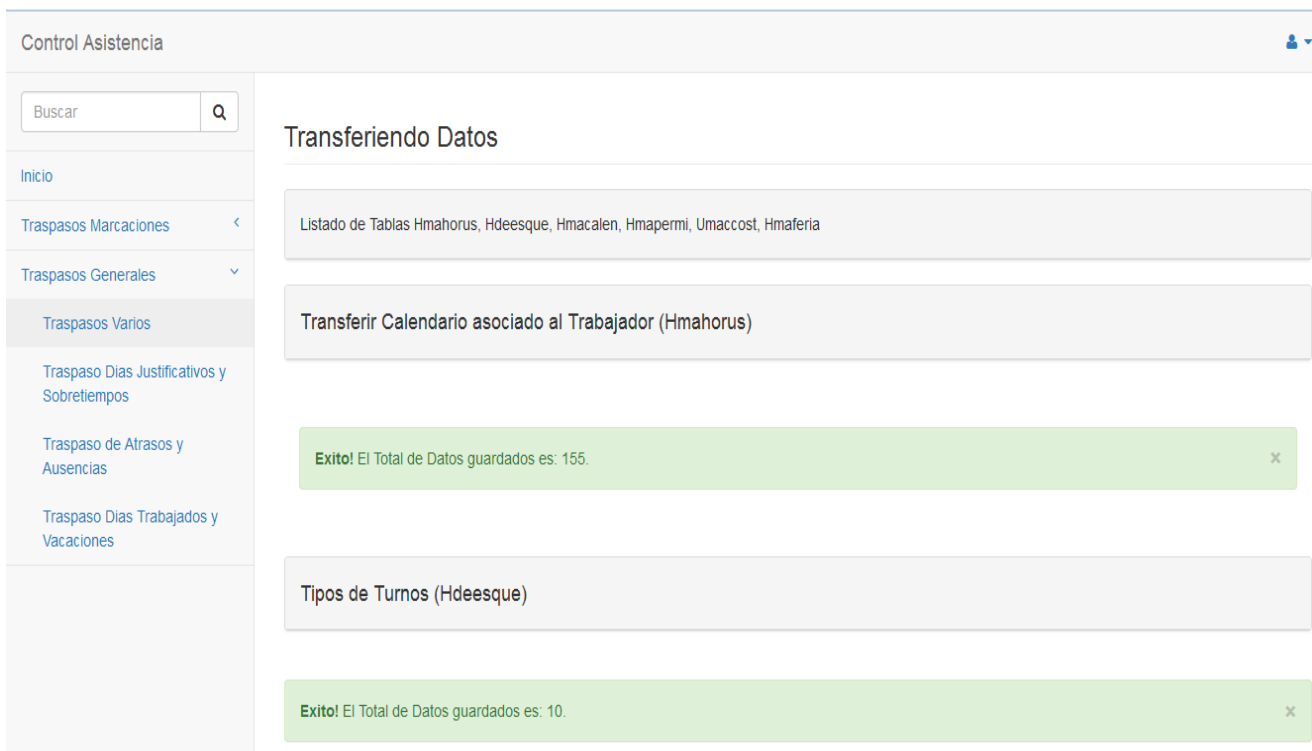 Control Asistencia
Buscar
Inicio
Traspasos Marcaciones
Traspasos Generales
Traspasos Varios
Traspaso Dias Justificativos y
Sobretiempos
Traspaso de Atrasos y
Ausencias
Traspaso Dias Trabajados y
Vacaciones
Transferiendo Datos
Listado de Tablas Hmahorus, Hdeesque, Hmacalen, Hmapermi, Umaccost, Hmaferia
Transferir Calendario asociado al Trabajador (Hmahorus)
Exito! El Total de Datos guardados es: 155.
×
Tipos de Turnos (Hdeesque)
Exito! El Total de Datos guardados es: 10.
×